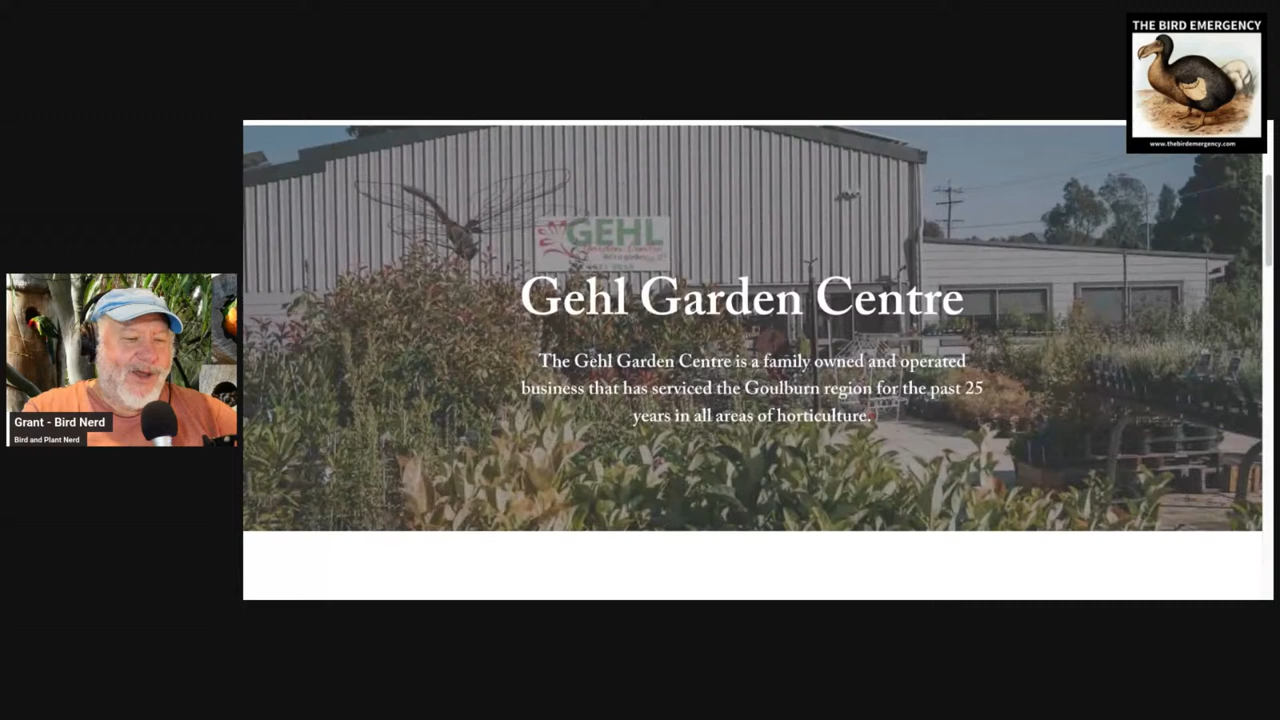 THE BIRD EMERGENCY
www.thebirdemergency.com
GEHL
Garden Centre
Gehl Garden Centre
The Gehl Garden Centre is a family owned and operated
business that has serviced the Goulburn region for the past 25
years in all areas of horticulture.
Grant - Bird Nerd
Bird and Plant Nerd